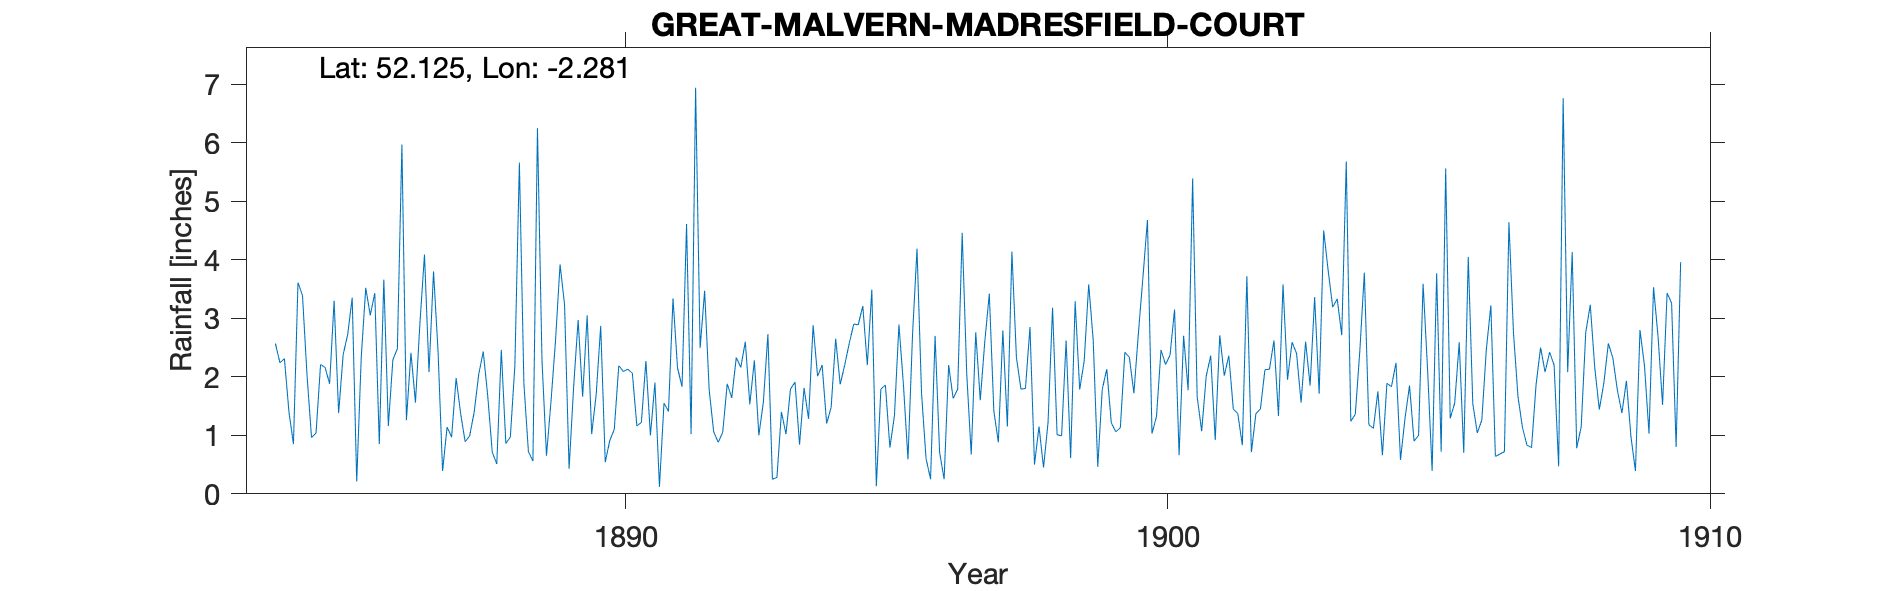 GREAT-MALVERN-MADRESFIELD-COURT
Lat: 52.125, Lon: -2.281
7
6
5
4
3
2
1
0
Rainfall [inches]
1890 1900 1910
Year